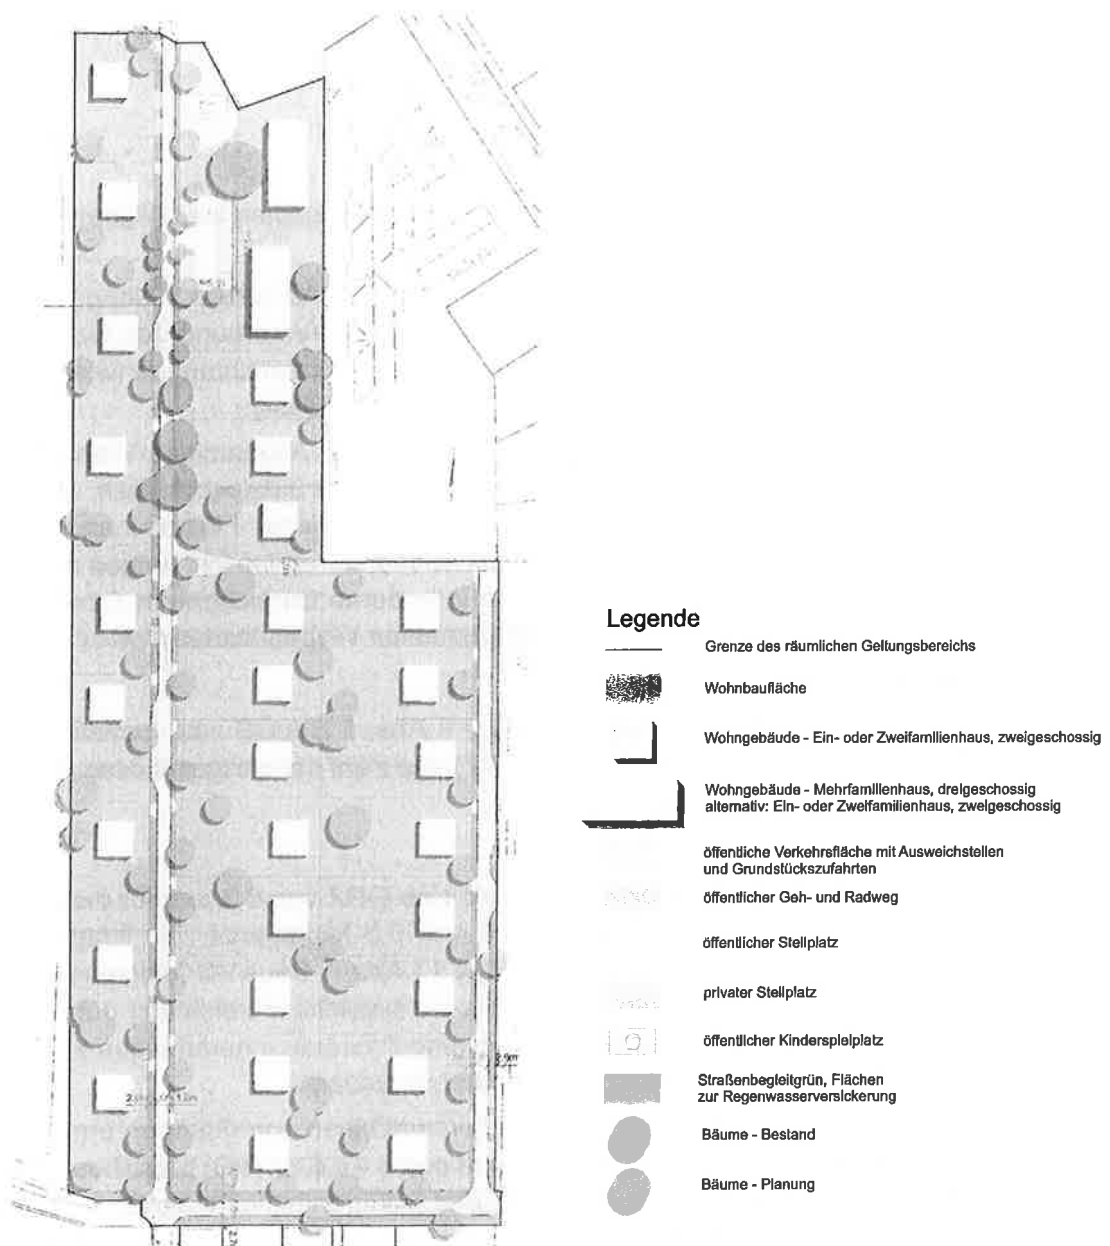 Legende
Grenze des räumlichen Geltungsbereichs
Wohnbaufläche
Wohngebäude - Ein- oder Zweifamilienhaus, zweigeschossig
Wohngebäude - Mehrfamilienhaus, dreigeschossig
alternativ: Ein- oder Zweifamilienhaus, zweigeschossig
öffentliche Verkehrsfläche mit Ausweichstellen
und Grundstückszufahrten
öffentlicher Geh- und Radweg
öffentlicher Stellplatz
privater Stellplatz
öffentlicher Kinderspielplatz
Straßenbegleitgrün, Flächen
zur Regenwasserversickerung
Bäume - Bestand
Bäume - Planung